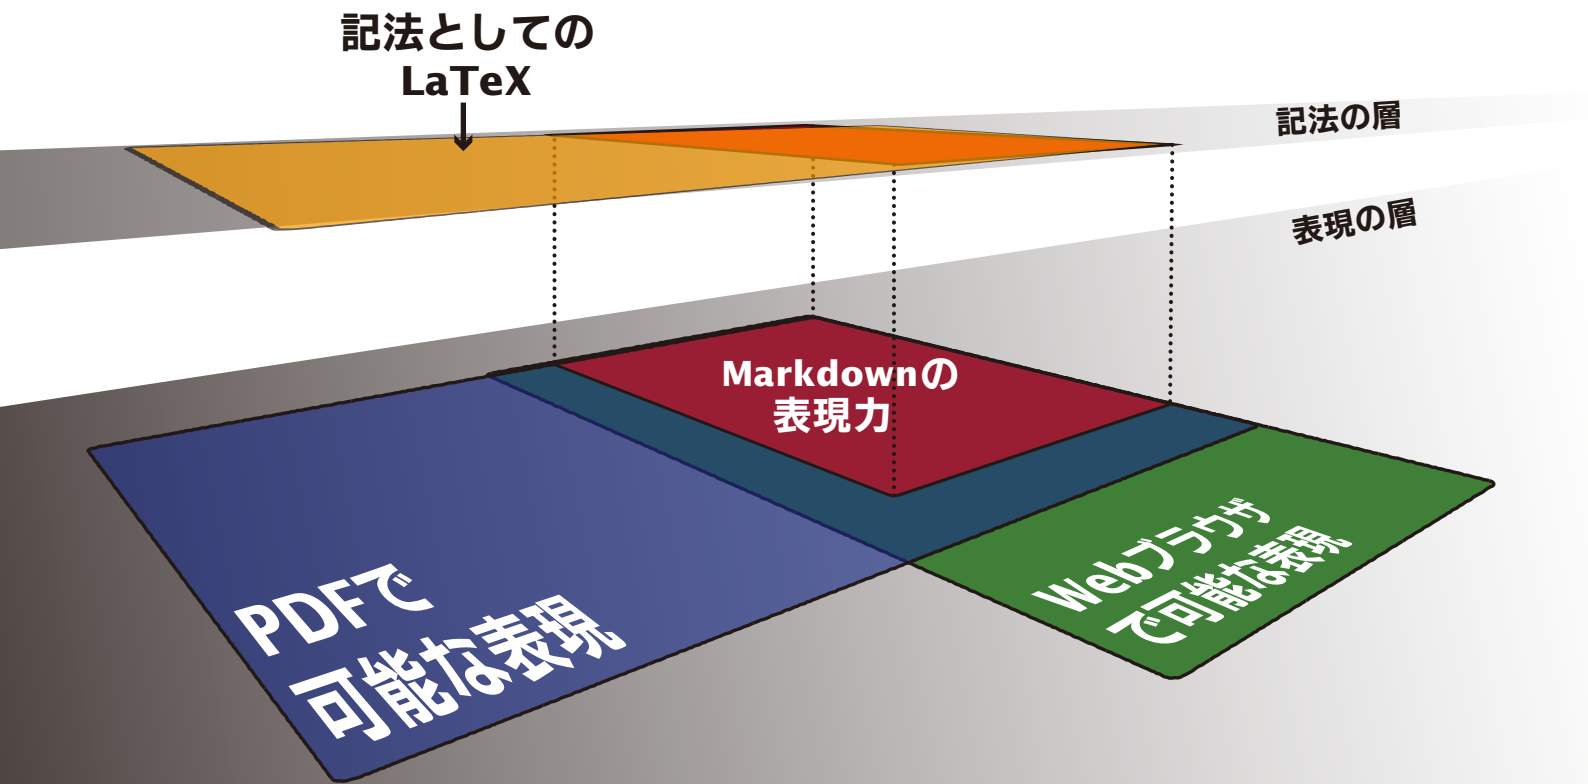 記法としての
LaTeX
記法の層
表現の層
Markdownの
表現力
PDFで
可能な表現
Webブラウザ
で可能な表現